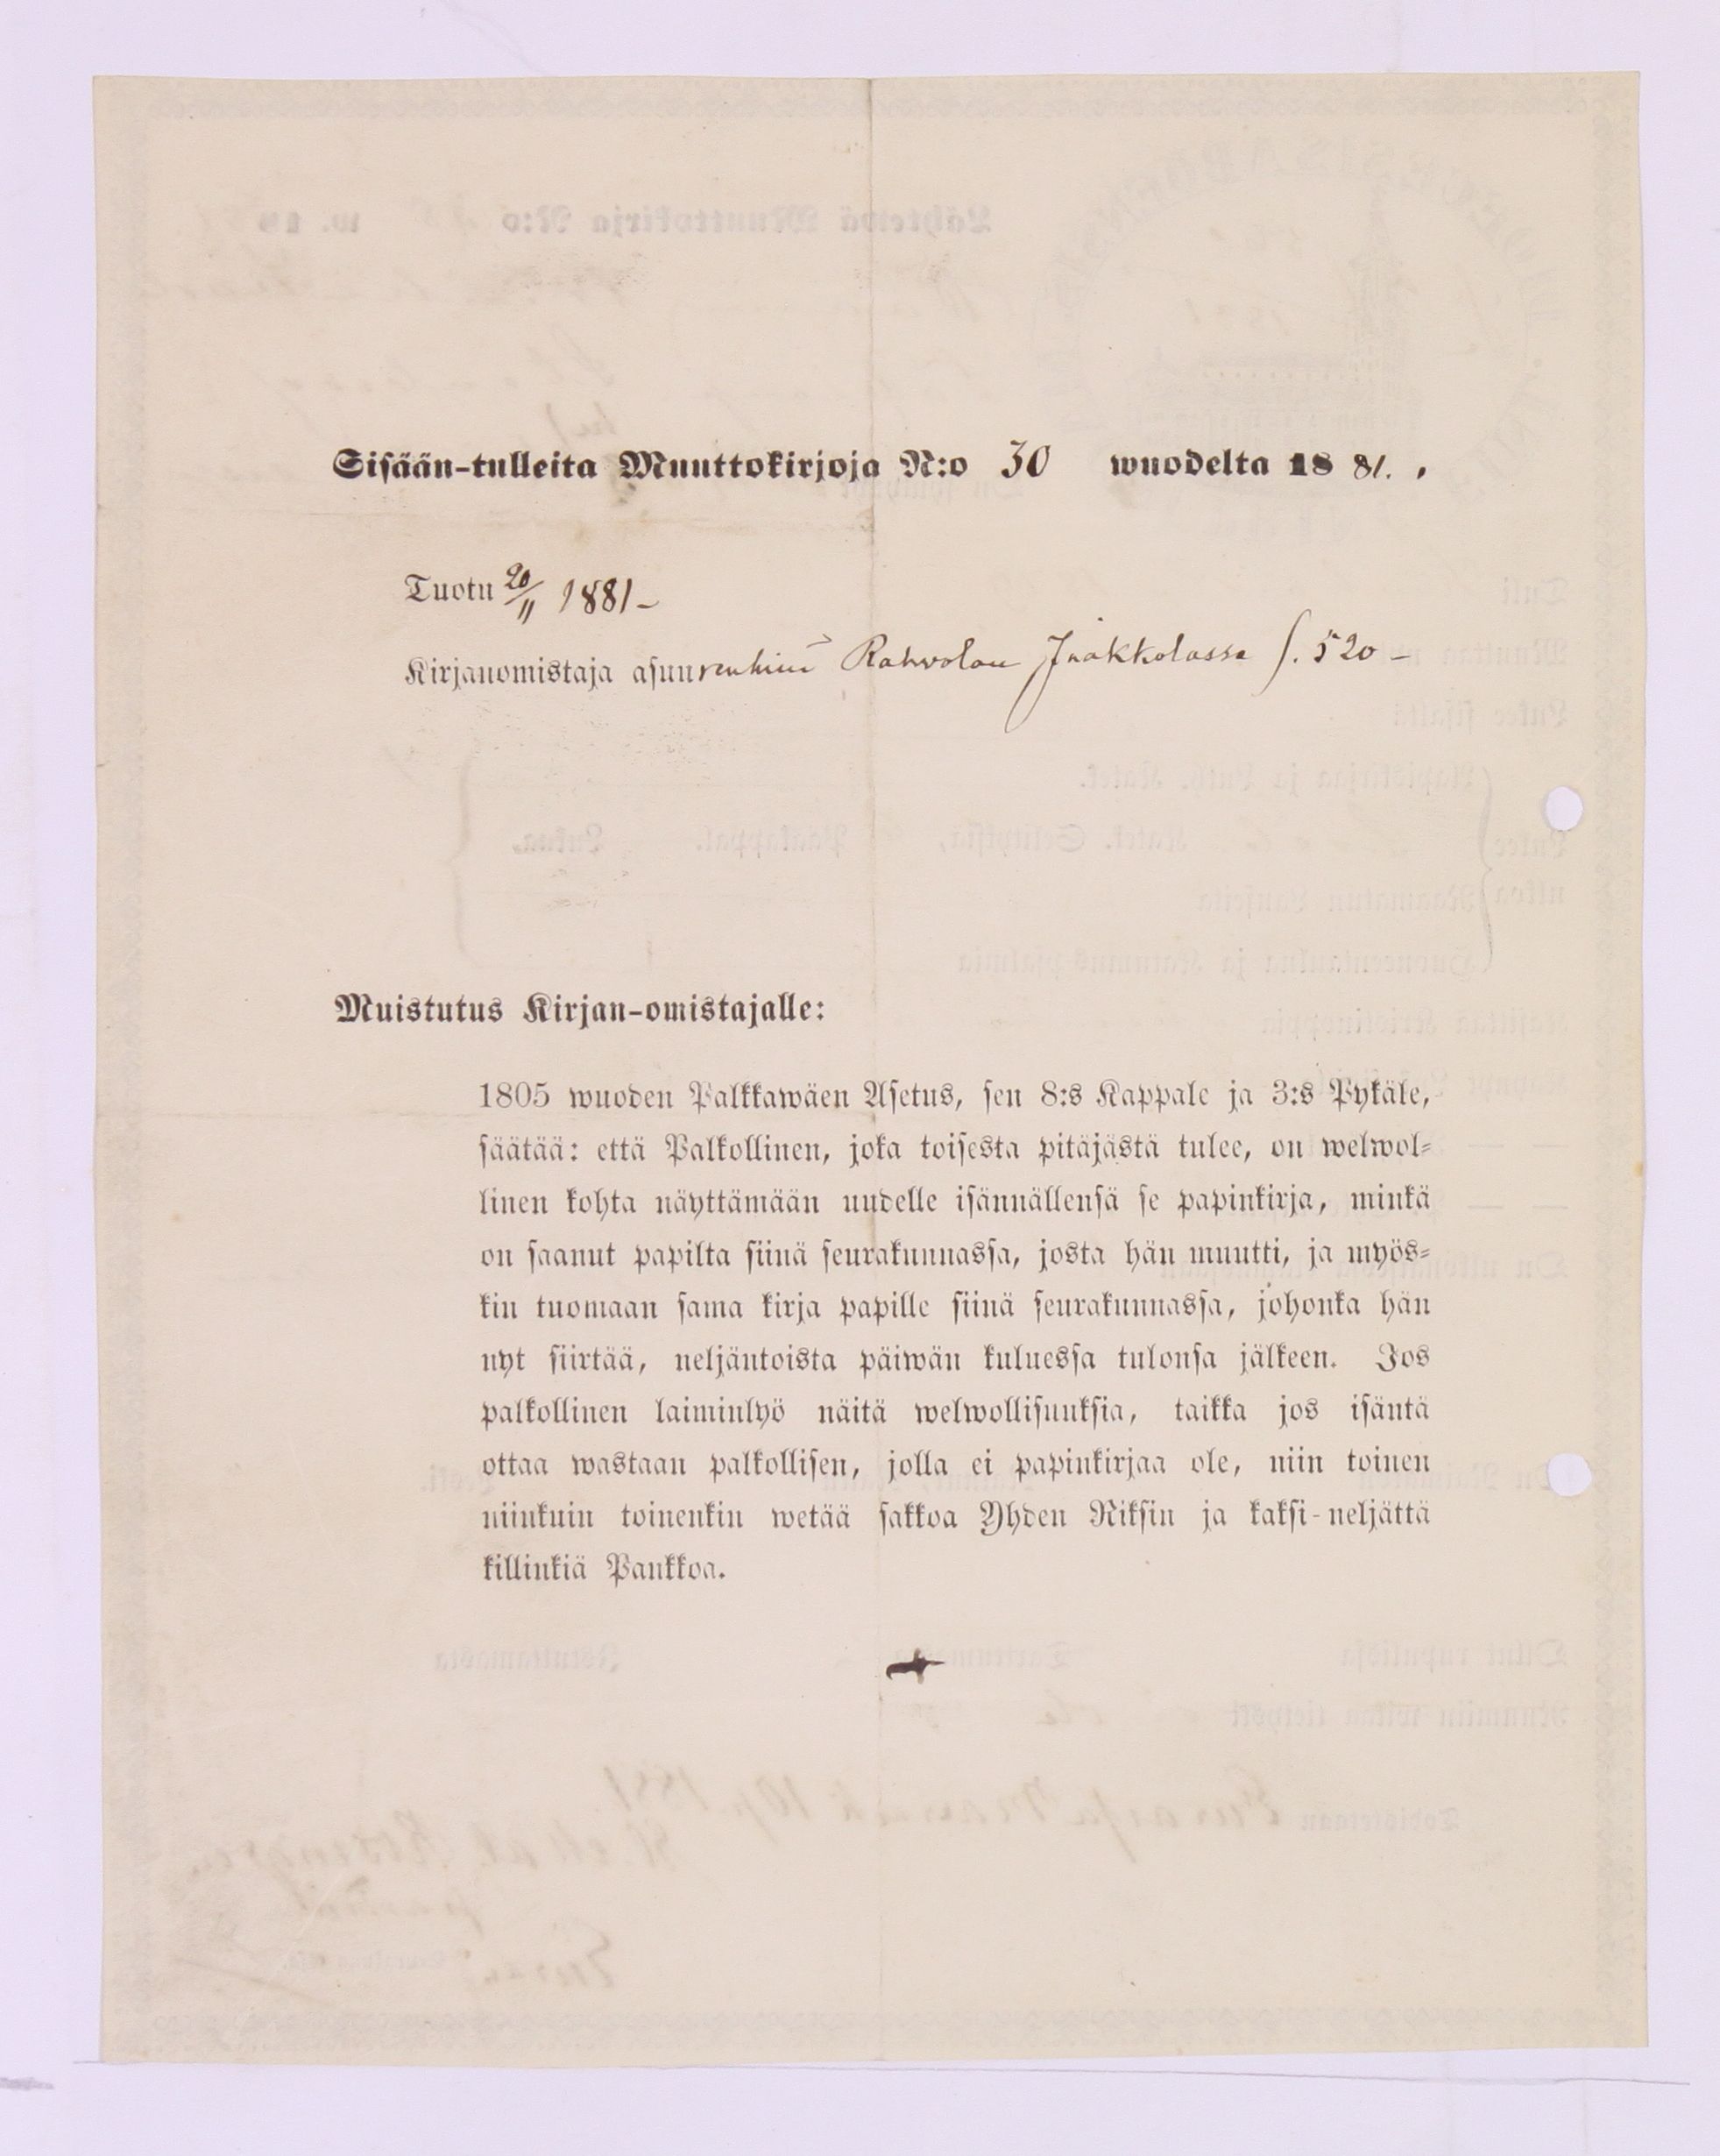 Sisään-tulleita Muuttokirjoja N:o 30 wuodelta 18 81. ,
Tuotu 20/11 1881 –
Kirjanomistaja asuu Rahvolan Jaakkolassa S. 520 –
Muistutus Kirjan-omistajalle:
1805 wuoden Palkkawäen Asetus, sen 8:s Kappale ja 3:s Pykäle,
säätää: että Palkollinen, joka toisesta pitäjästä tulee, on welwol-
linen kohta näyttämään uudelle isännällensä se papinkirja, minkä
on saanut papilta siinä seurakunnassa, josta hän muutti, ja myös-
kin tuomaan sama kirja papille siinä seurakunnassa, johonka hän
nyt siirtää, neljäntoista päiwän kuluessa tulonsa jälkeen. Jos
palkollinen laiminlyö näitä welwollisuuksia, taikka jos isäntä
ottaa wastaan palkollisen, jolla ei papinkirjaa ole, niin toinen
niinkuin toinenkin wetää sakkoa Yhden Riksin ja kaksi-neljättä
killinkiä Pankkoa.